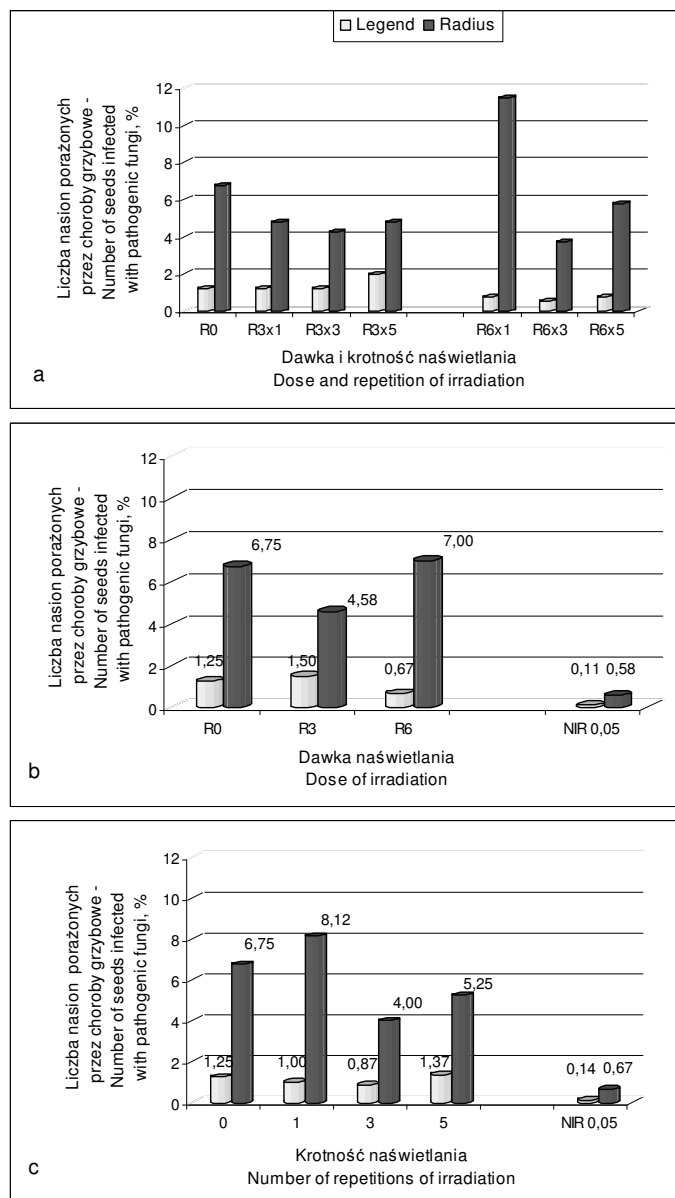 Legend Radius
Liczba nasion porażonych
przez choroby grzybowe -
Number of seeds infected
with pathogenic fungi, %
12
10
8
6
4
2
0
R0 R3x1 R3x3 R3x5 R6x1 R6x3 R6x5
Dawka i krotność naświetlania
Dose and repetition of irradiation
a
Liczba nasion porażonych
przez choroby grzybowe -
Number of seeds infected
with pathogenic fungi, %
12
10
8
6
4
2
0
6,75
7,00
4,58
1,25 1,50 0,67 0,11 0,58
R0 R3 R6 NIR 0,05
Dawka naświetlania
Dose of irradiation
b
Liczba nasion porażonych
przez choroby grzybowe -
Number of seeds infected
with pathogenic fungi, %
12
10
8
6
4
2
0
8,12
6,75
5,25
4,00
1,25 1,00 0,87 1,37 0,14 0,67
0 1 3 5 NIR 0,05
Krotność naświetlania
Number of repetitions of irradiation
c